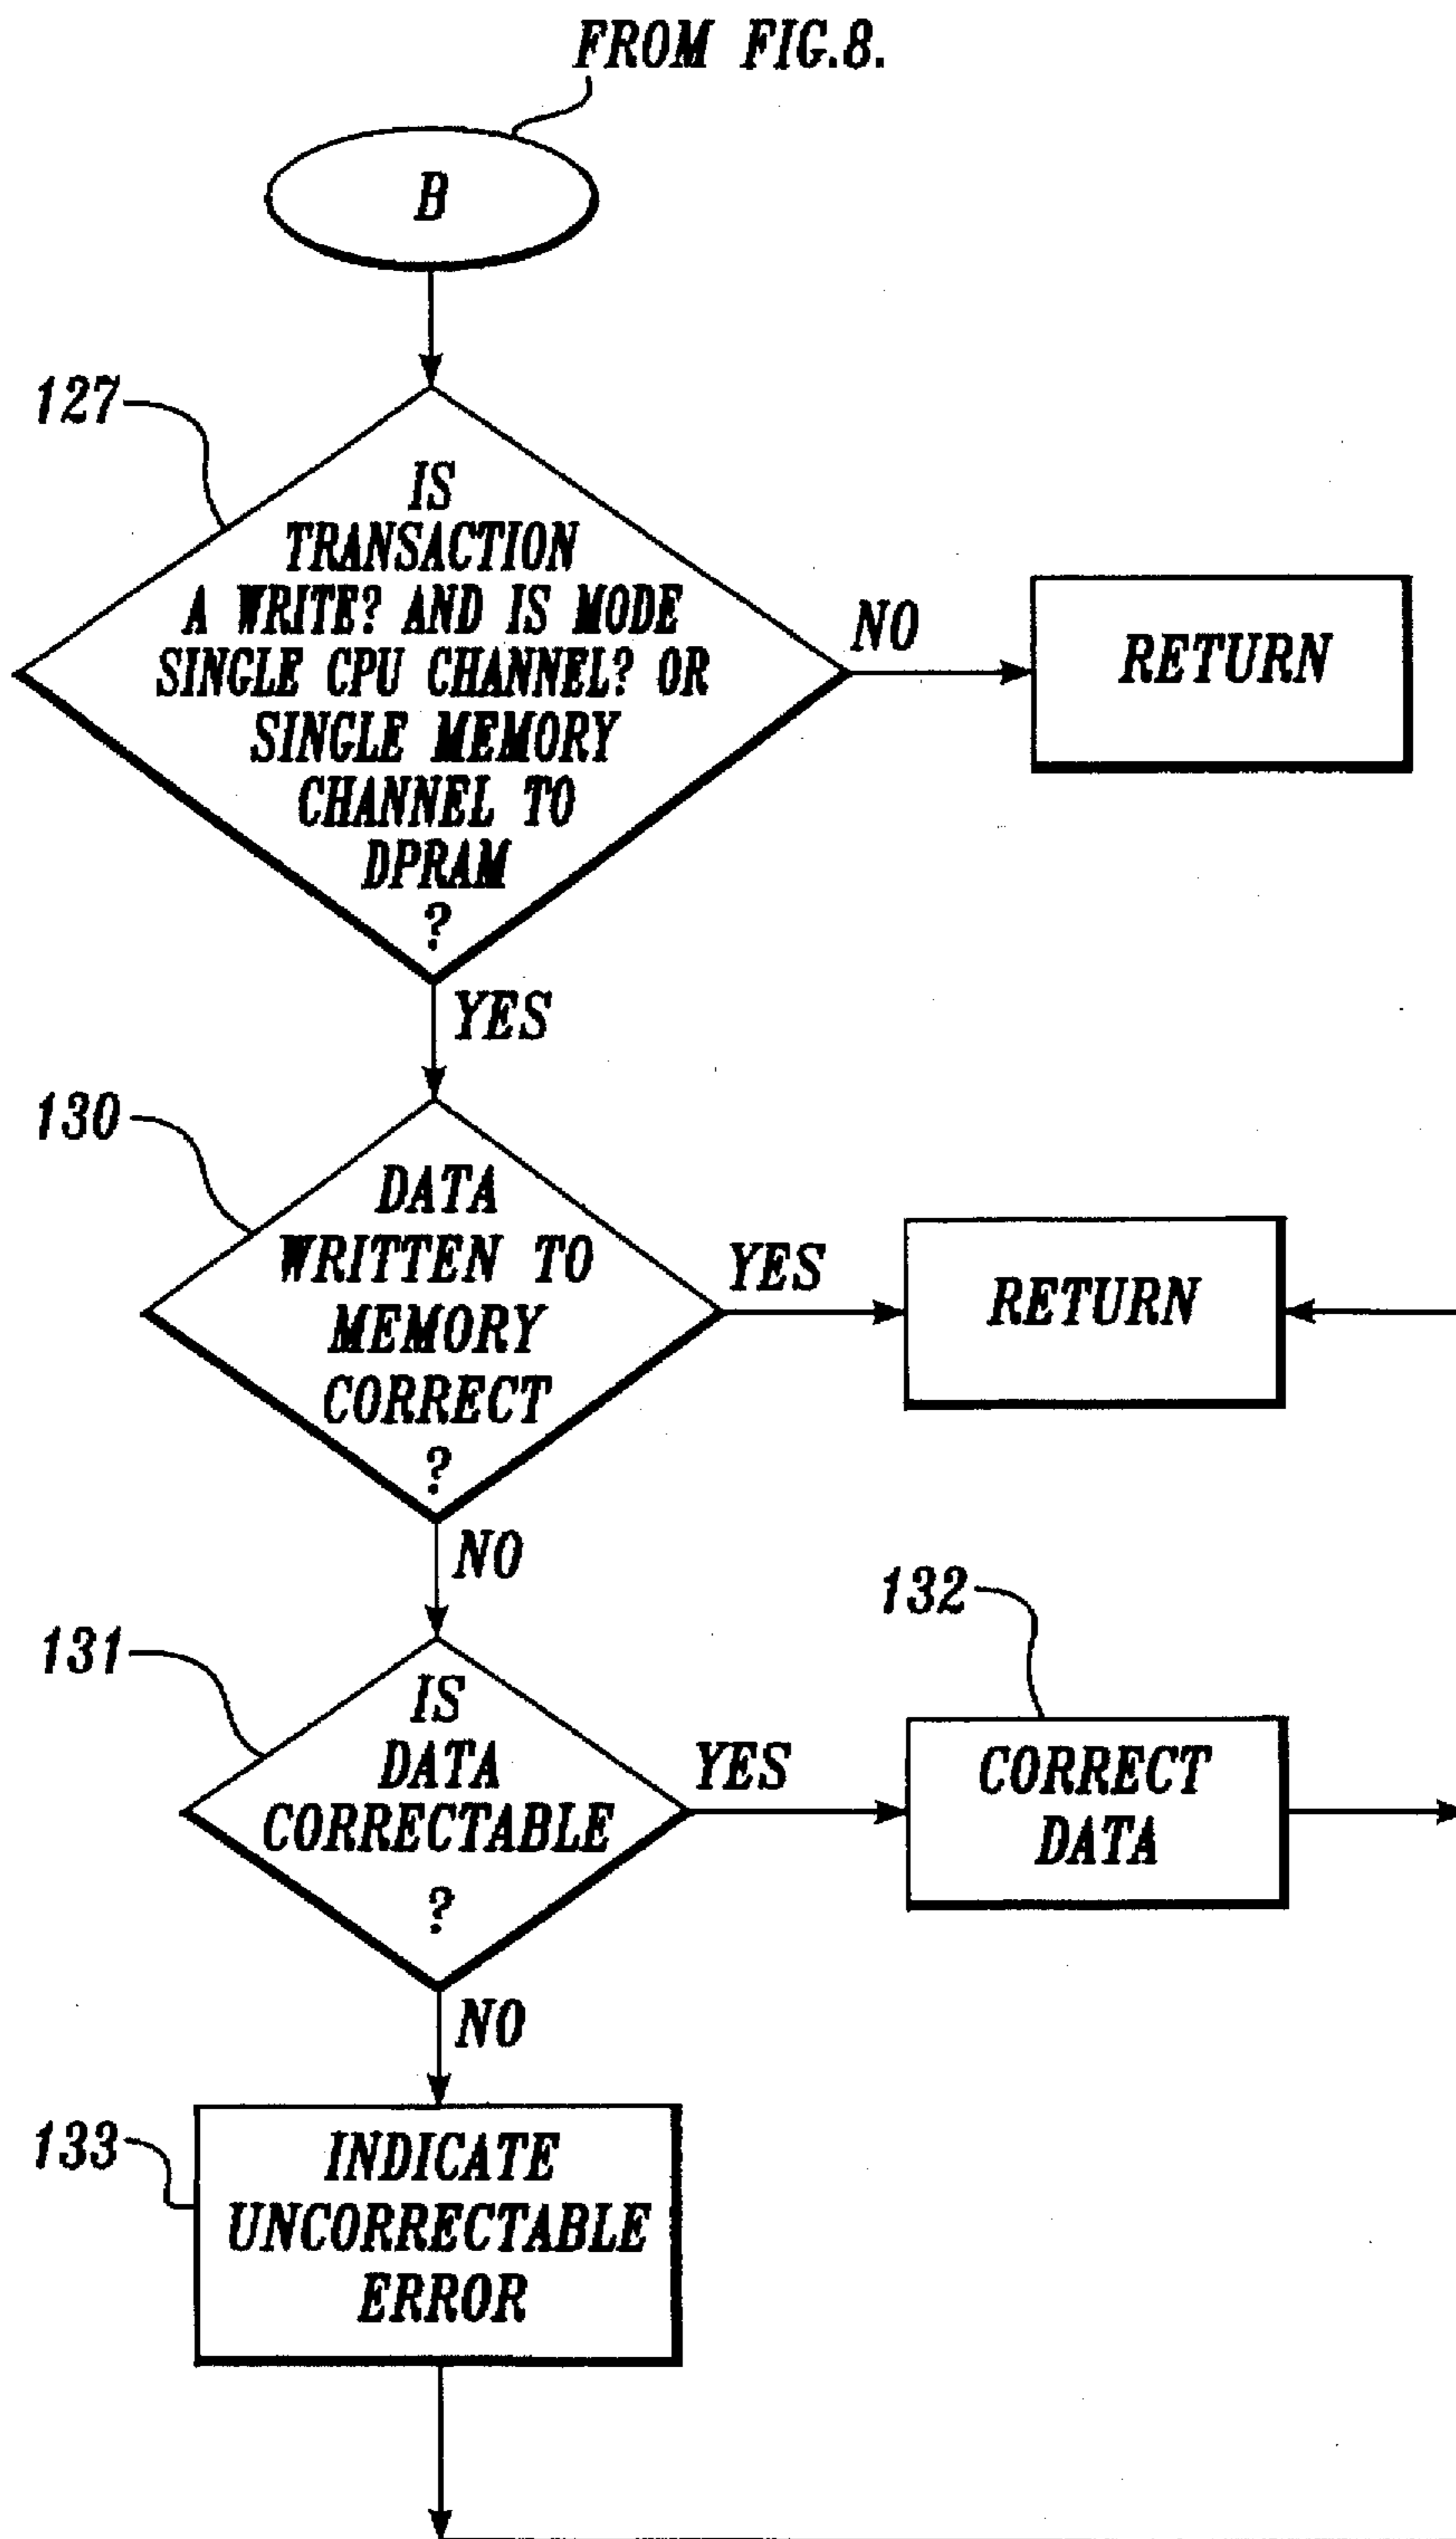 FROM FIG.8.
B
127
IS
TRANSACTION
A WRITE? AND IS MODE
SINGLE CPU CHANNEL? OR
SINGLE MEMORY
CHANNEL TO
DPRAM
?
NO
RETURN
YES
130
DATA
WRITTEN TO
MEMORY
CORRECT
?
YES
RETURN
NO
131
IS
DATA
CORRECTABLE
?
YES
132
CORRECT
DATA
NO
133
INDICATE
UNCORRECTABLE
ERROR